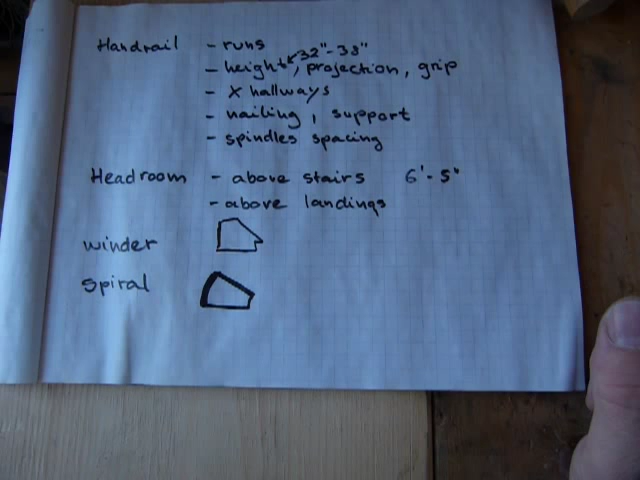 Handrail - runs
32"-38"
- height, projection, grip
- X hallways
- nailing, support
- spindles spacing
Headroom - above stairs 6'-5"
- above landings
winder
spiral